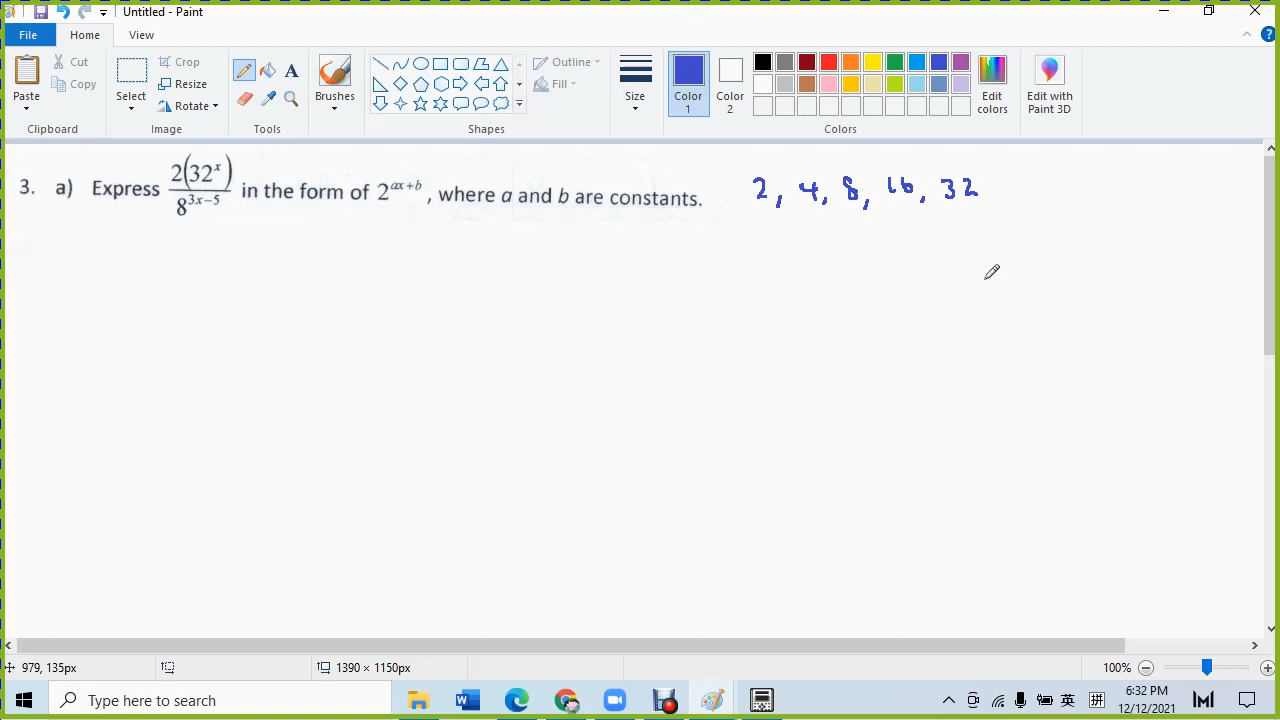 Untitled - Paint
File Home View
Paste
Cut
Copy
Clipboard
Select
Crop
Resize
Rotate
Image
Tools
Brushes
Shapes
Outline
Fill
Size
Color 1
Color 2
Edit colors
Colors
Edit with Paint 3D
3. a) Express 2(32^x)/8^(3x-5) in the form of 2^(ax+b), where a and b are constants.
2, 4, 8, 16, 32
979, 135px
1390 × 1150px
100%
Type here to search
英
拼
6:32 PM
12/12/2021